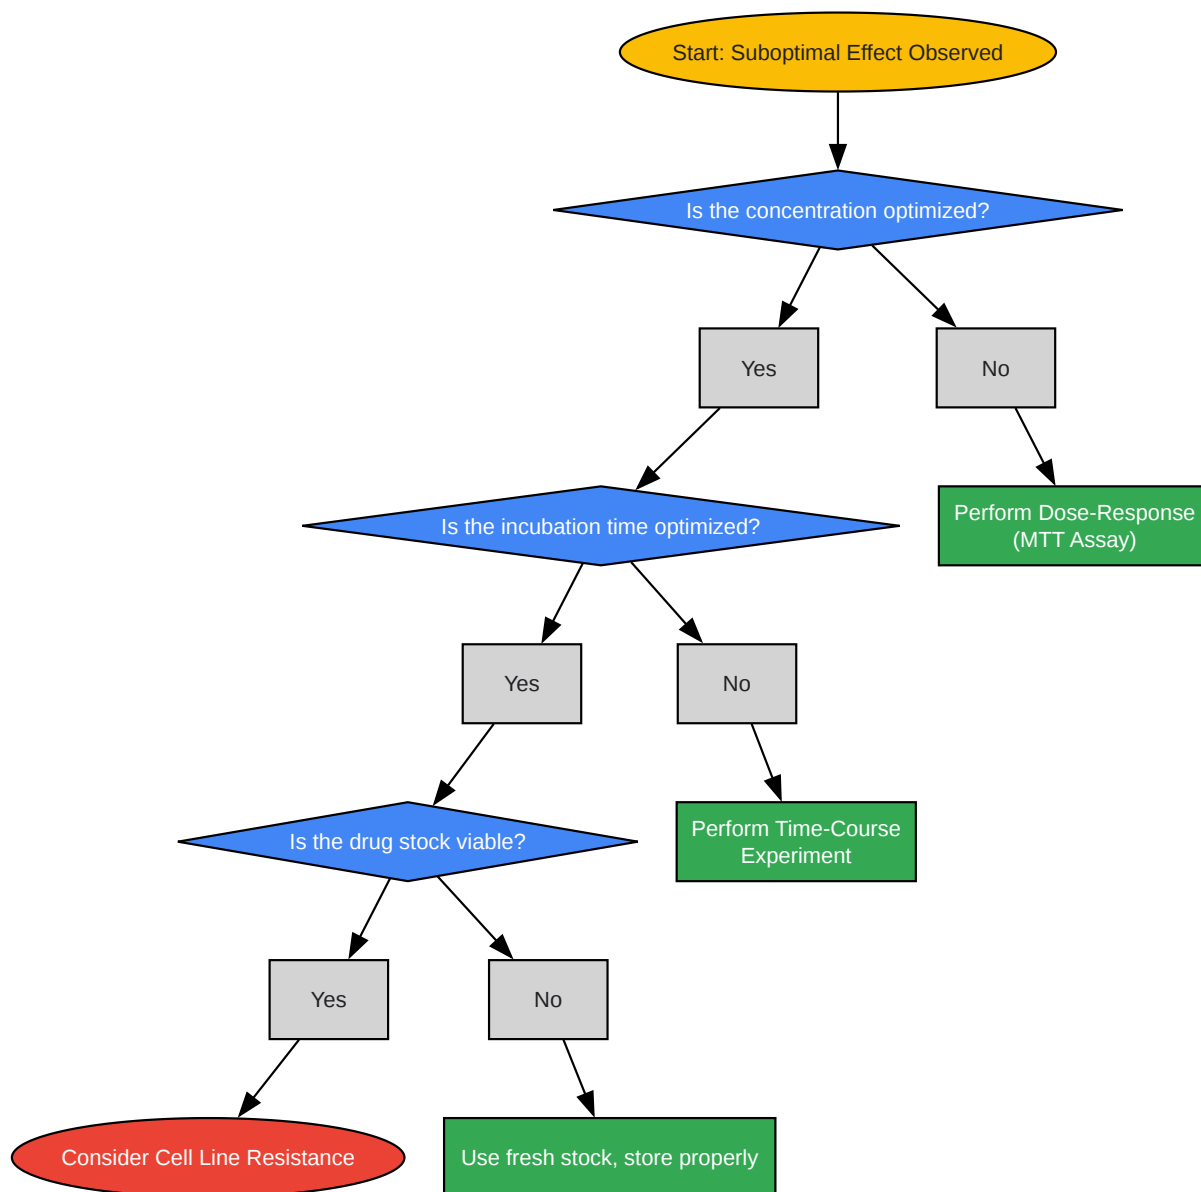 Start: Suboptimal Effect Observed
Is the concentration optimized?
Yes
No
Is the incubation time optimized?
Perform Dose-Response
(MTT Assay)
Yes
No
Is the drug stock viable?
Perform Time-Course
Experiment
Yes
No
Consider Cell Line Resistance
Use fresh stock, store properly